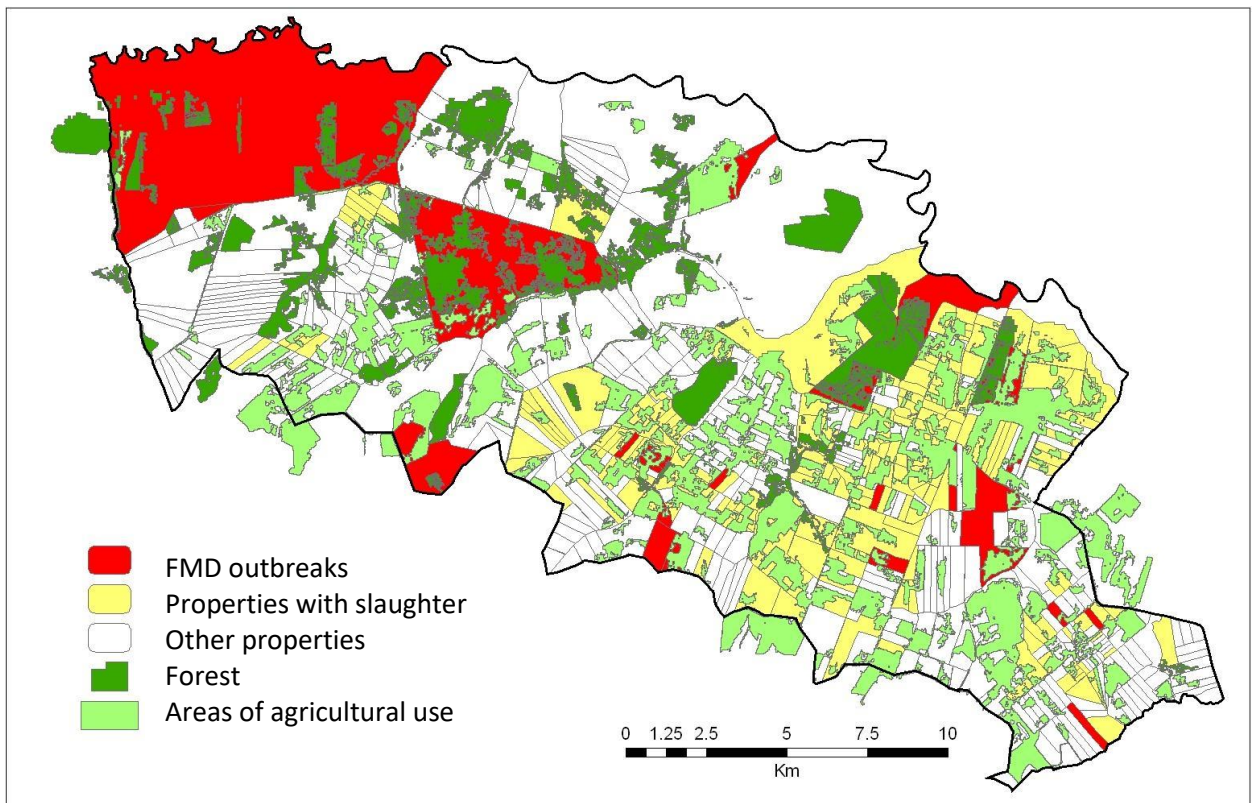 FMD outbreaks
Properties with slaughter
Other properties
Forest
Areas of agricultural use
0 1.25 2.5 5 7.5 10
Km